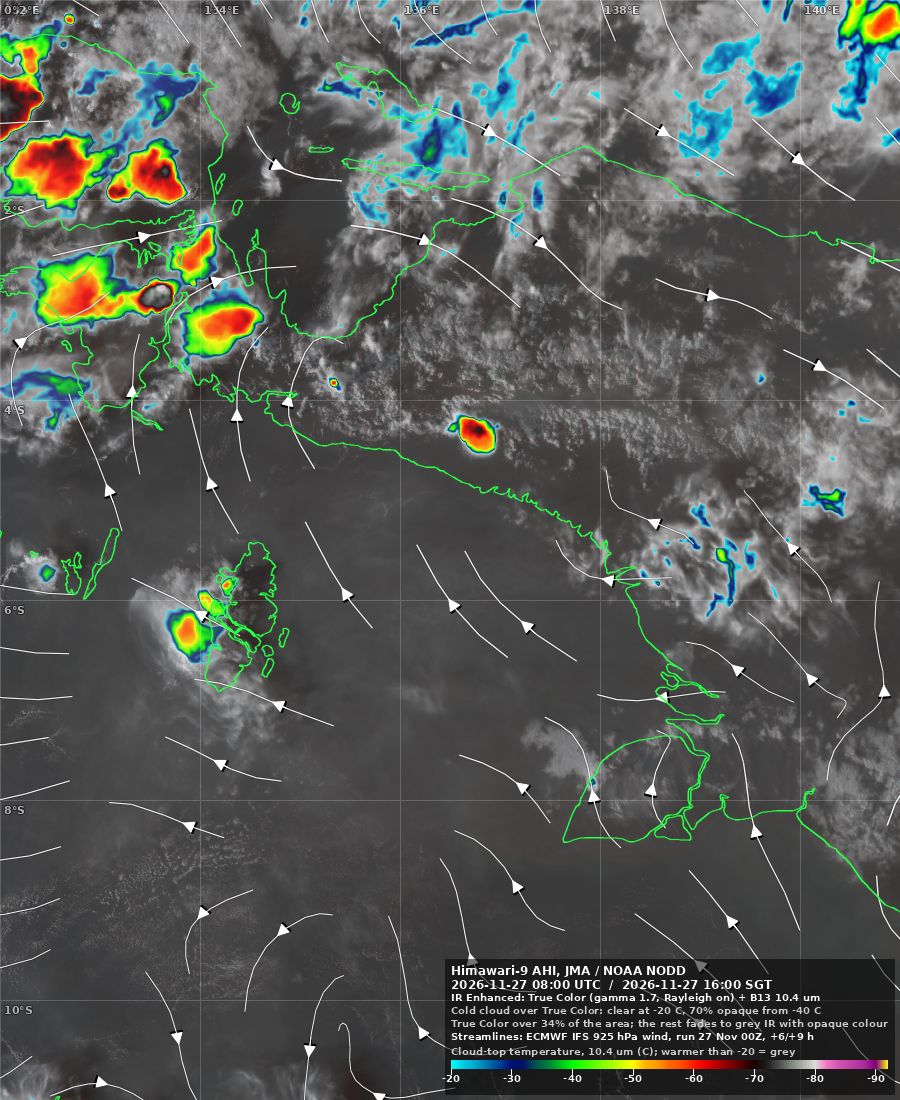 0°
132°E
134°E
136°E
138°E
140°E
2°S
4°S
6°S
8°S
10°S
Himawari-9 AHI, JMA / NOAA NODD
2026-11-27 08:00 UTC / 2026-11-27 16:00 SGT
IR Enhanced: True Color (gamma 1.7, Rayleigh on) + B13 10.4 um
Cold cloud over True Color: clear at -20 C, 70% opaque from -40 C
True Color over 34% of the area; the rest fades to grey IR with opaque colour
Streamlines: ECMWF IFS 925 hPa wind, run 27 Nov 00Z, +6/+9 h
Cloud-top temperature, 10.4 um (C); warmer than -20 = grey
-20 -30 -40 -50 -60 -70 -80 -90